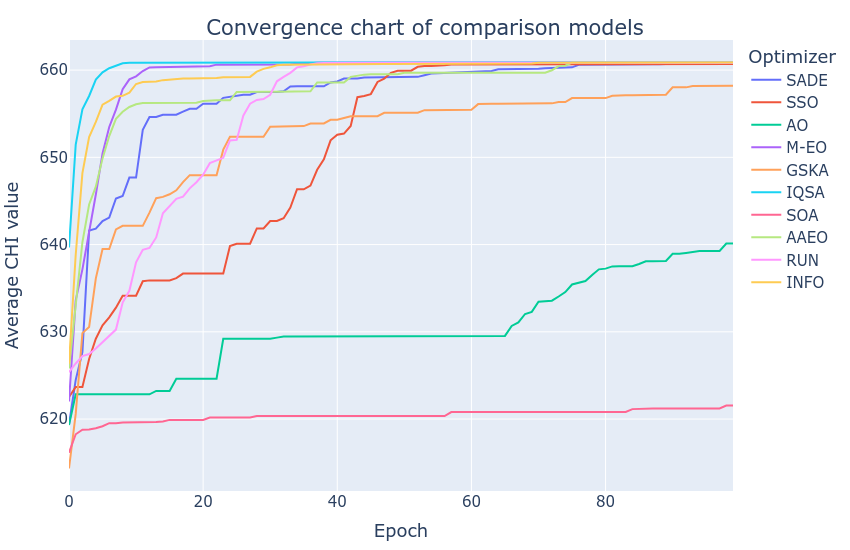 Convergence chart of comparison models
Average CHI value
660
650
640
630
620
0
20
40
60
80
Epoch
Optimizer
SADE
SSO
AO
M-EO
GSKA
IQSA
SOA
AAEO
RUN
INFO